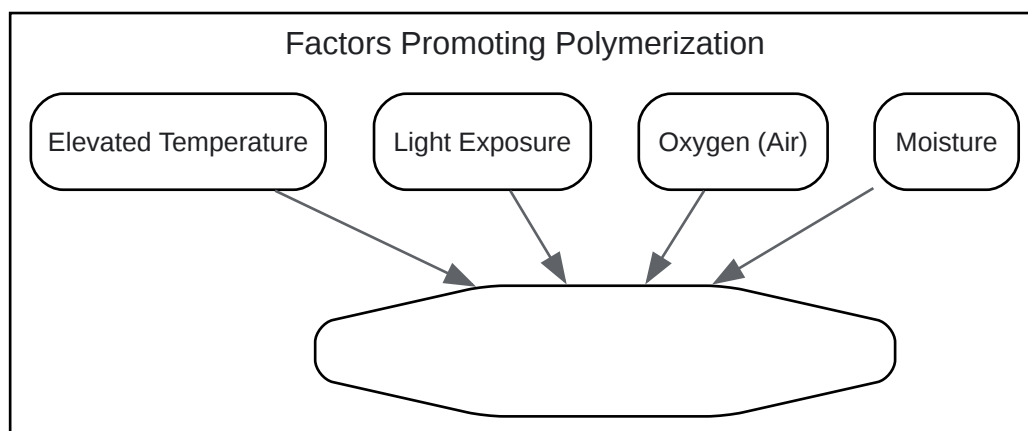 Factors Promoting Polymerization
Elevated Temperature
Light Exposure
Oxygen (Air)
Moisture